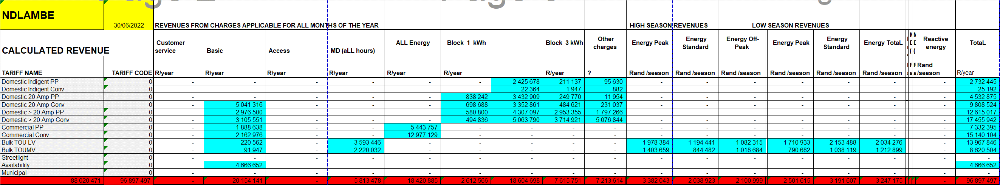 NDLAMBE 30/06/2022 REVENUES FROM CHARGES APPLICABLE FOR ALL MONTHS OF THE YEAR HIGH SEASON REVENUES LOW SEASON REVENUES
CALCULATED REVENUE Customer service Basic Access MD (aLL hours) ALL Energy Block 1 kWh Block 3 kWh Other charges Energy Peak Energy Standard Energy Off-Peak Energy Peak Energy Standard Energy TotaL Reactive energy TotaL
TARIFF NAME TARIFF CODE R/year R/year R/year R/year R/year R/year R/year ? Rand /season Rand /season Rand /season Rand /season Rand /season Rand /season Rand /season R/year
Domestic Indigent PP 0 - - - - - - 2 425 678 211 137 95 630 - - - - - - - 2 732 445
Domestic Indigent Conv 0 - - - - - - 22 364 1 947 882 - - - - - - - 25 192
Domestic 20 Amp PP 0 - - - - - 838 242 3 432 909 249 770 11 954 - - - - - - - 4 532 875
Domestic 20 Amp Conv 0 - 5 041 316 - - - 698 688 3 352 861 484 621 231 037 - - - - - - - 9 808 524
Domestic > 20 Amp PP 0 - 2 976 500 - - - 580 800 4 307 097 2 953 355 1 797 266 - - - - - - - 12 615 017
Domestic > 20 Amp Conv 0 - 3 105 551 - - - 494 836 5 063 790 3 714 921 5 076 844 - - - - - - - 17 455 942
Commercial PP 0 - 1 888 638 - - 5 443 757 - - - - - - - - - - - 7 332 395
Commercial Conv 0 - 2 162 976 - - 12 977 129 - - - - - - - - - - - 15 140 104
Bulk TOU LV 0 - 220 562 - 3 593 446 - - - - - 1 978 384 1 194 441 1 082 315 1 710 933 2 153 488 2 034 276 - 13 967 846
Bulk TOUMV 0 - 91 947 - 2 220 032 - - - - - 1 403 659 844 482 1 018 684 790 682 1 038 119 1 212 899 - 8 620 504
Streetlight 0 - - - - - - - - - - - - - - - - -
Availability 0 - 4 666 652 - - - - - - - - - - - - - - 4 666 652
Municipal 0 - - - - - - - - - - - - - - - - -
88 020 471 96 897 497 - 20 154 141 - 5 813 478 18 420 885 2 612 566 18 604 698 7 615 751 7 213 614 3 382 043 2 038 923 2 100 999 2 501 615 3 191 607 3 247 175 - 96 897 497